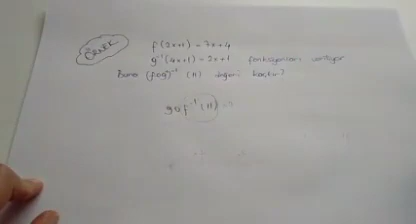 ÖRNEK
f(2x+1) = 3x+4
g⁻¹(4x+1) = 2x+1 fonksiyonları veriliyor
Buna (fog)⁻¹ (11) değeri kaçtır?
gof⁻¹(11) = ?